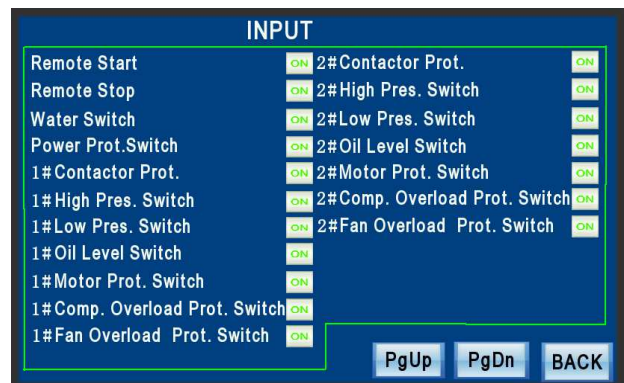 INPUT
Remote Start ON
Remote Stop ON
Water Switch ON
Power Prot.Switch ON
1#Contactor Prot. ON
1#High Pres. Switch ON
1#Low Pres. Switch ON
1#Oil Level Switch ON
1#Motor Prot. Switch ON
1#Comp. Overload Prot. Switch ON
1#Fan Overload Prot. Switch ON
2#Contactor Prot. ON
2#High Pres. Switch ON
2#Low Pres. Switch ON
2#Oil Level Switch ON
2#Motor Prot. Switch ON
2#Comp. Overload Prot. Switch ON
2#Fan Overload Prot. Switch ON
PgUp PgDn BACK